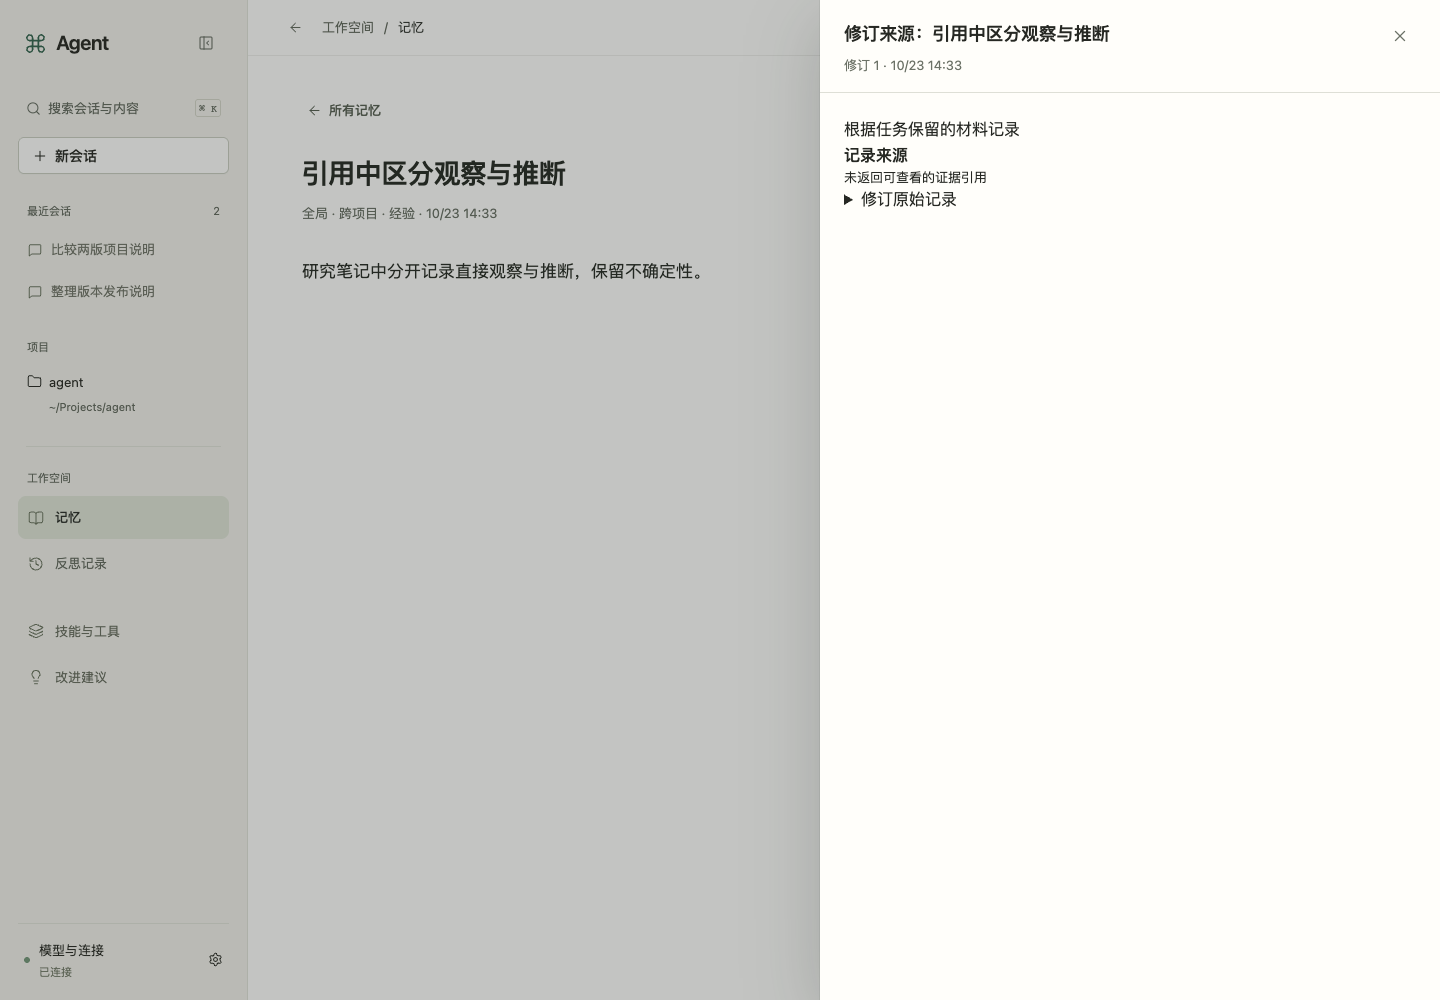 Agent
搜索会话与内容
⌘ K
新会话
最近会话 2
比较两版项目说明
整理版本发布说明
项目
agent
~/Projects/agent
工作空间
记忆
反思记录
技能与工具
改进建议
模型与连接
已连接
工作空间 / 记忆
所有记忆
引用中区分观察与推断
全局 · 跨项目 · 经验 · 10/23 14:33
研究笔记中分开记录直接观察与推断，保留不确定性。
修订来源：引用中区分观察与推断
修订 1 · 10/23 14:33
根据任务保留的材料记录
记录来源
未返回可查看的证据引用
修订原始记录